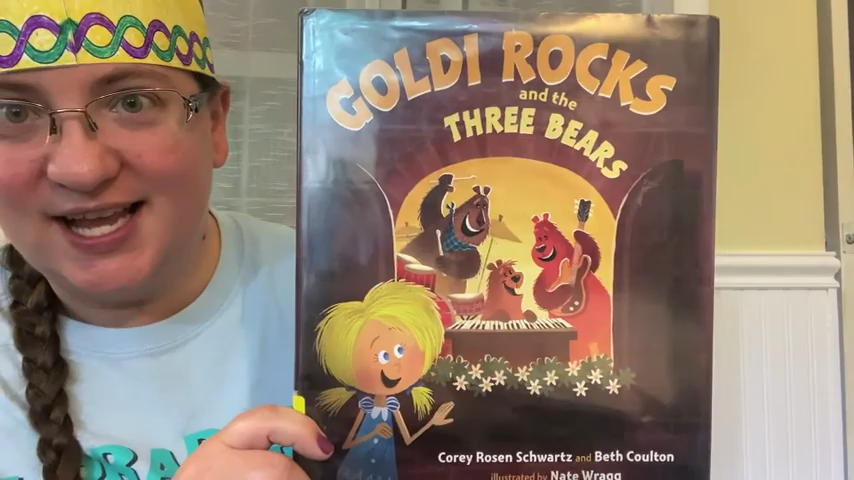 GOLDI ROCKS
and the
THREE BEARS
Corey Rosen Schwartz and Beth Coulton
illustrated by Nate Wragg